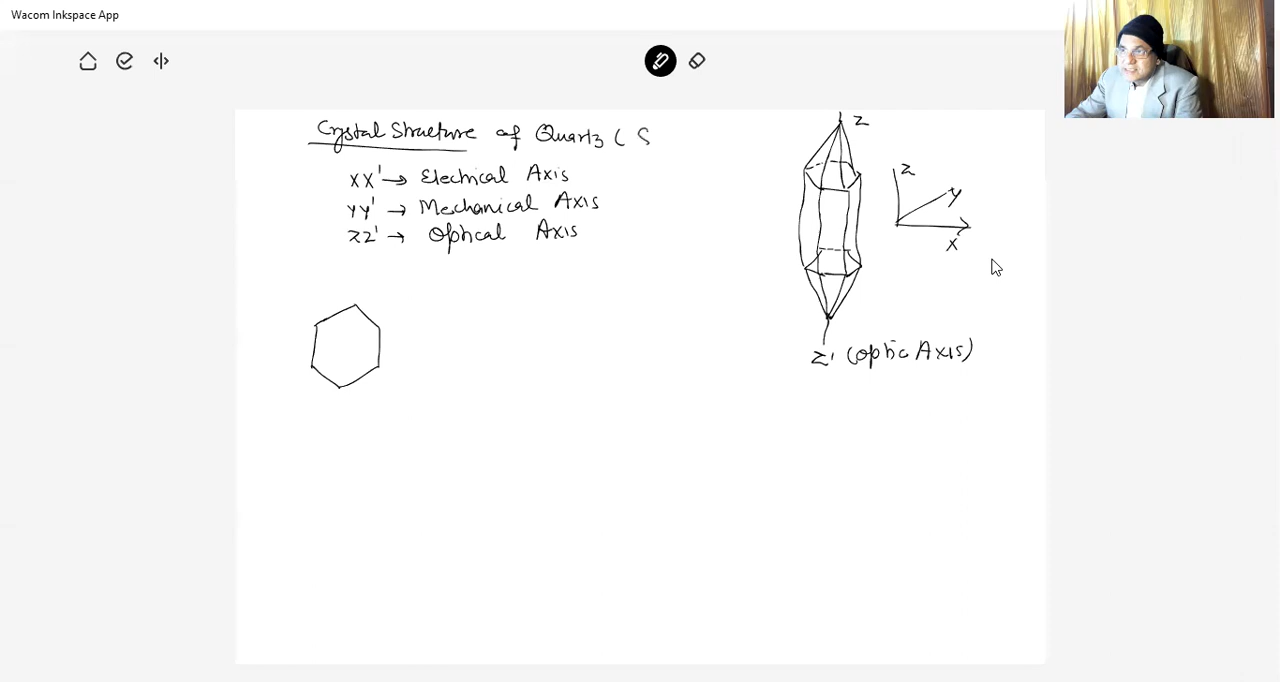 Wacom Inkspace App
Crystal Structure of Quartz ( S
XX' → Electrical Axis
YY' → Mechanical Axis
ZZ' → Optical Axis
Z
Z
Y
X
Z' (optic Axis)